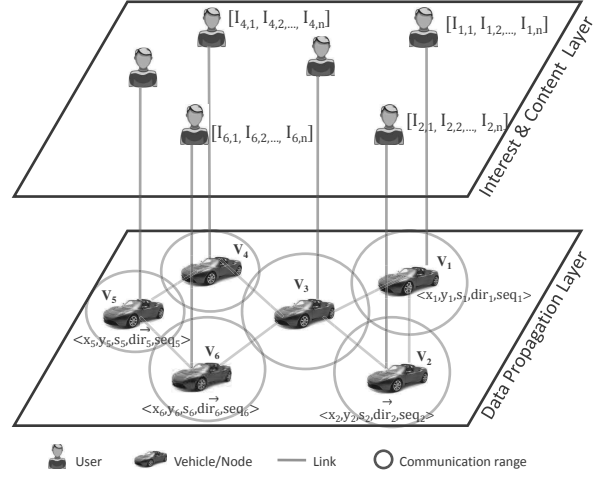 [I4,1, I4,2,..., I4,n]
[I1,1, I1,2,..., I1,n]
[I6,1, I6,2,..., I6,n]
[I2,1, I2,2,..., I2,n]
Interest & Content Layer
V4
V1
V5
V3
<x1,y1,s1,dir1,seq1>
<x5,y5,s5,dir5,seq5>
V6
V2
<x6,y6,s6,dir6,seq6>
<x2,y2,s2,dir2,seq2>
Data Propagation Layer
User
Vehicle/Node
Link
Communication range